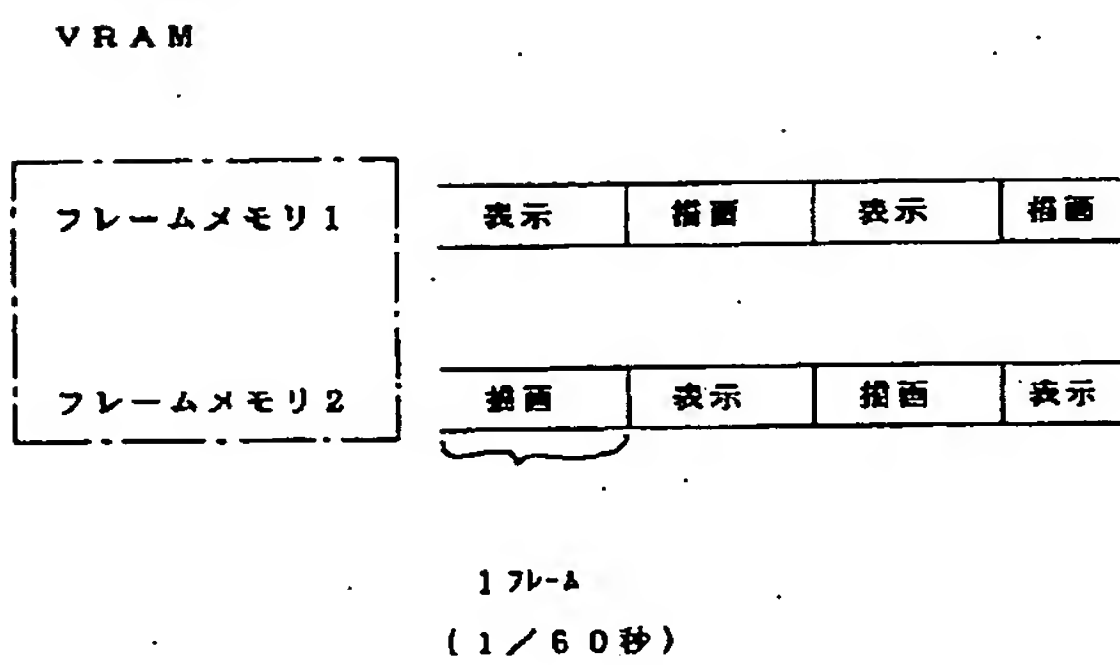 VRAM
フレームメモリ1 表示 描画 表示 描画
フレームメモリ2 描画 表示 描画 表示
1フレーム
(1/60秒)